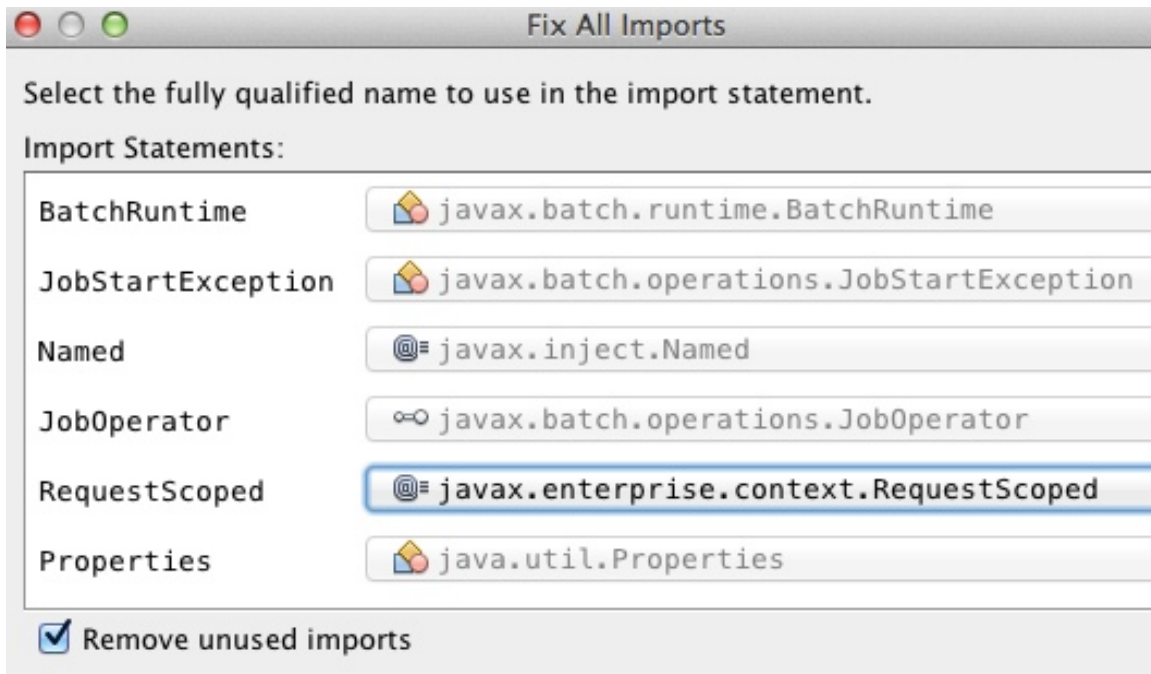 Fix All Imports
Select the fully qualified name to use in the import statement.
Import Statements:
BatchRuntime javax.batch.runtime.BatchRuntime
JobStartException javax.batch.operations.JobStartException
Named javax.inject.Named
JobOperator javax.batch.operations.JobOperator
RequestScoped javax.enterprise.context.RequestScoped
Properties java.util.Properties
Remove unused imports